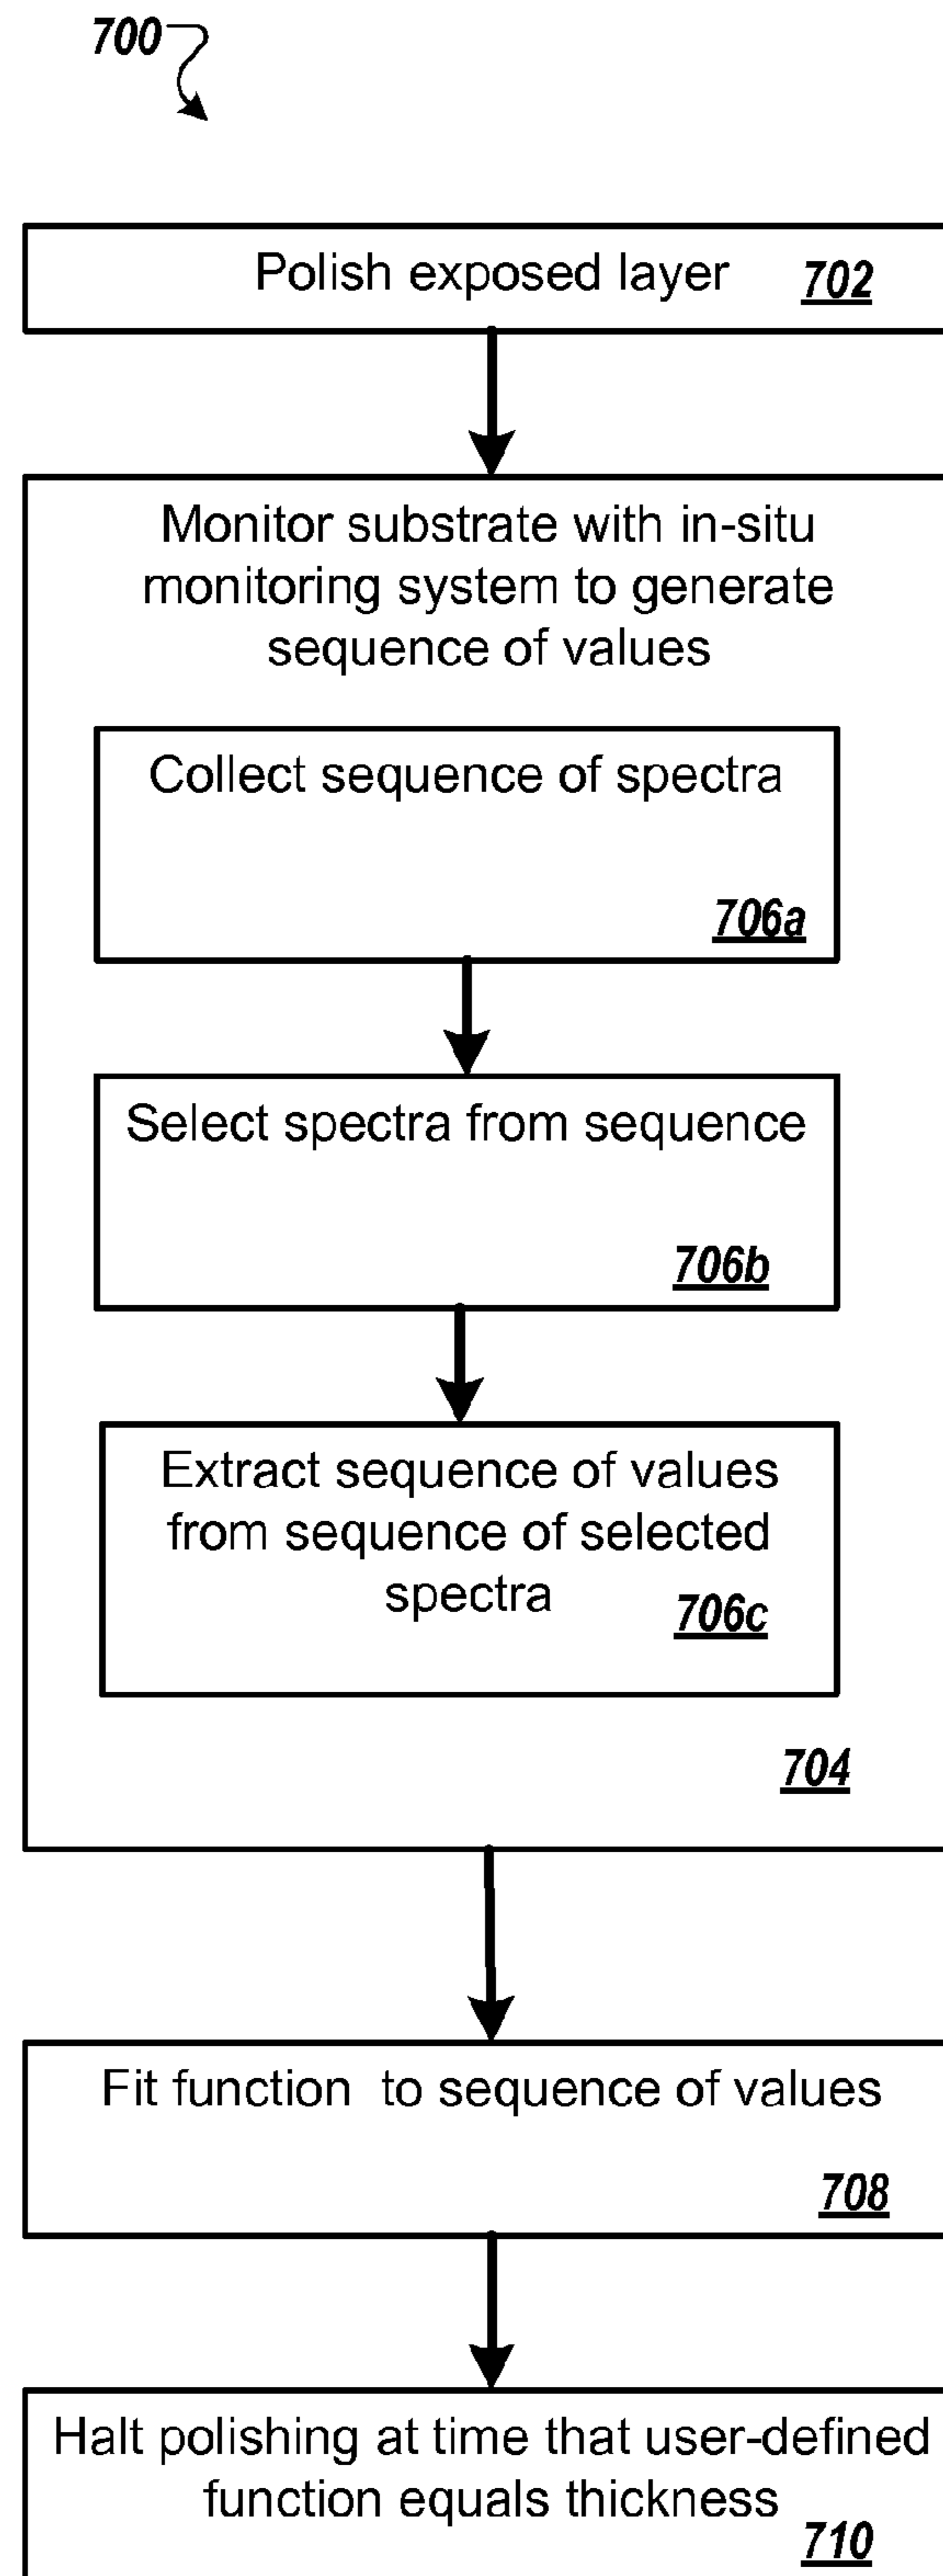 700
Polish exposed layer 702
Monitor substrate with in-situ
monitoring system to generate
sequence of values
Collect sequence of spectra
706a
Select spectra from sequence
706b
Extract sequence of values
from sequence of selected
spectra 706c
704
Fit function to sequence of values
708
Halt polishing at time that user-defined
function equals thickness
710